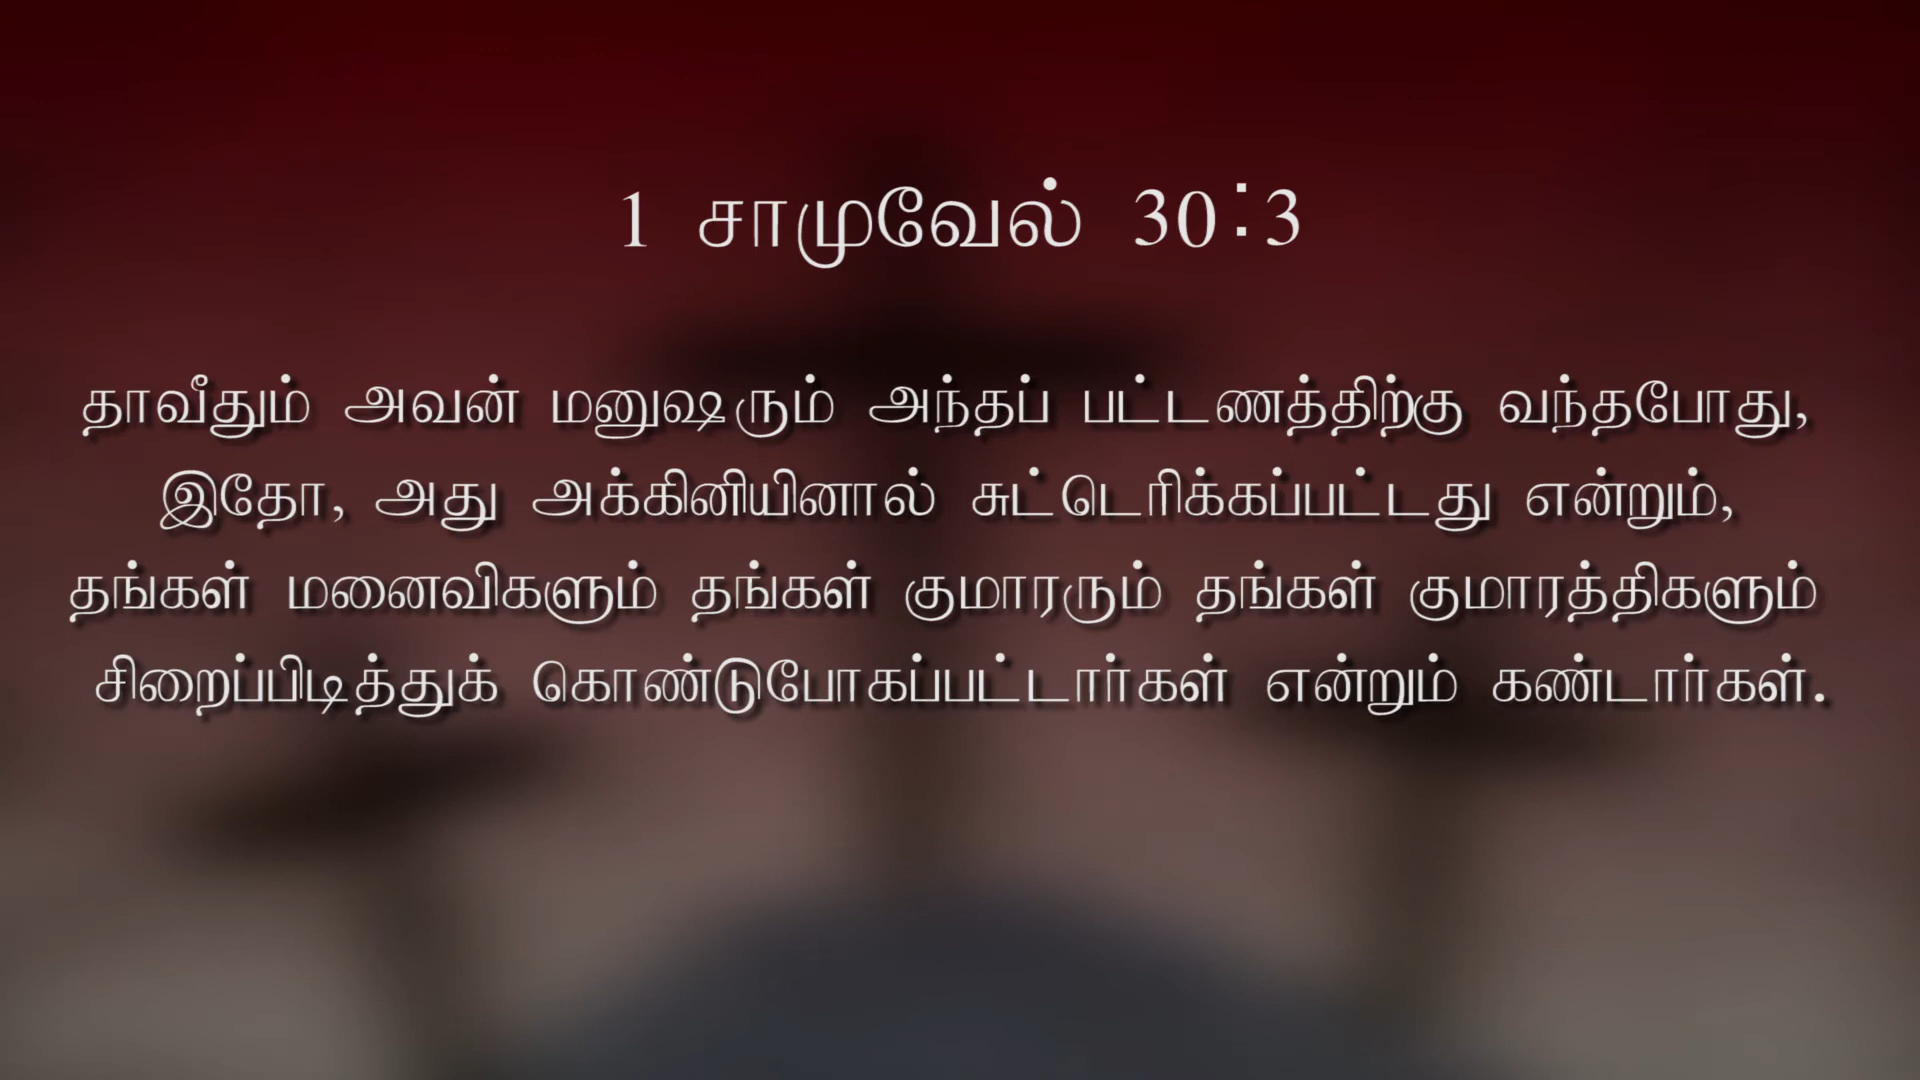 1 சாமுவேல் 30:3
தாவீதும் அவன் மனுஷரும் அந்தப் பட்டணத்திற்கு வந்தபோது,
இதோ, அது அக்கினியினால் சுட்டெரிக்கப்பட்டது என்றும்,
தங்கள் மனைவிகளும் தங்கள் குமாரரும் தங்கள் குமாரத்திகளும்
சிறைப்பிடித்துக் கொண்டுபோகப்பட்டார்கள் என்றும் கண்டார்கள்.